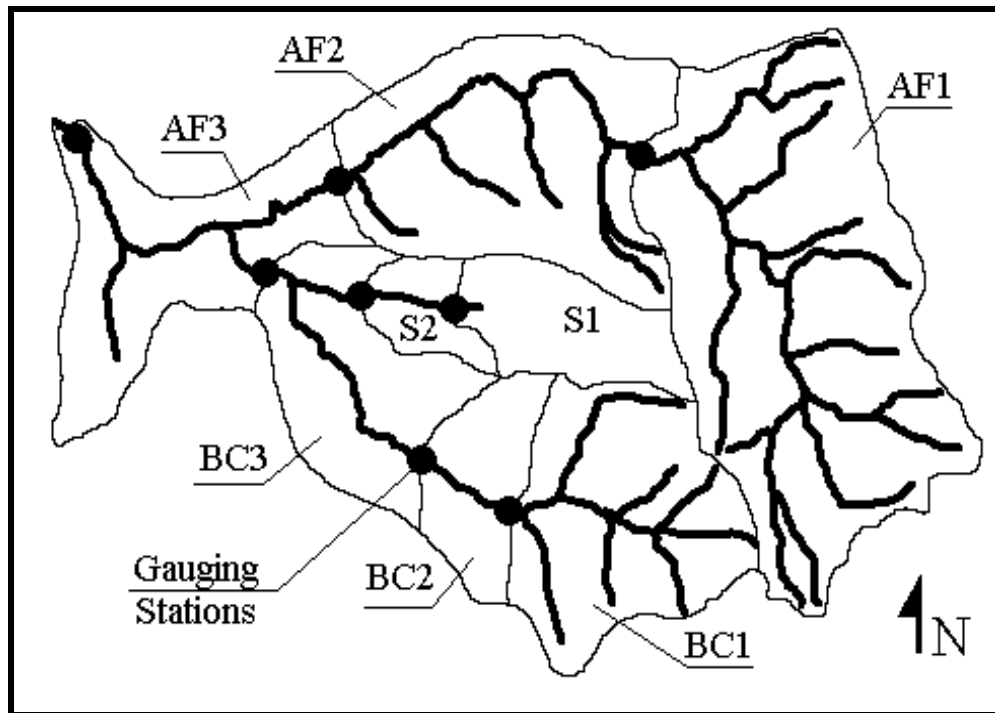 AF2
AF1
AF3
S2
S1
BC3
Gauging
Stations
BC2
BC1
N